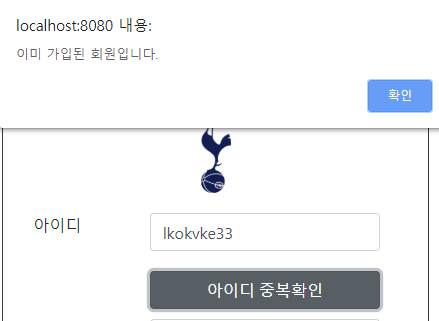 localhost:8080 내용:
이미 가입된 회원입니다.
확인
아이디
lkokvke33
아이디 중복확인